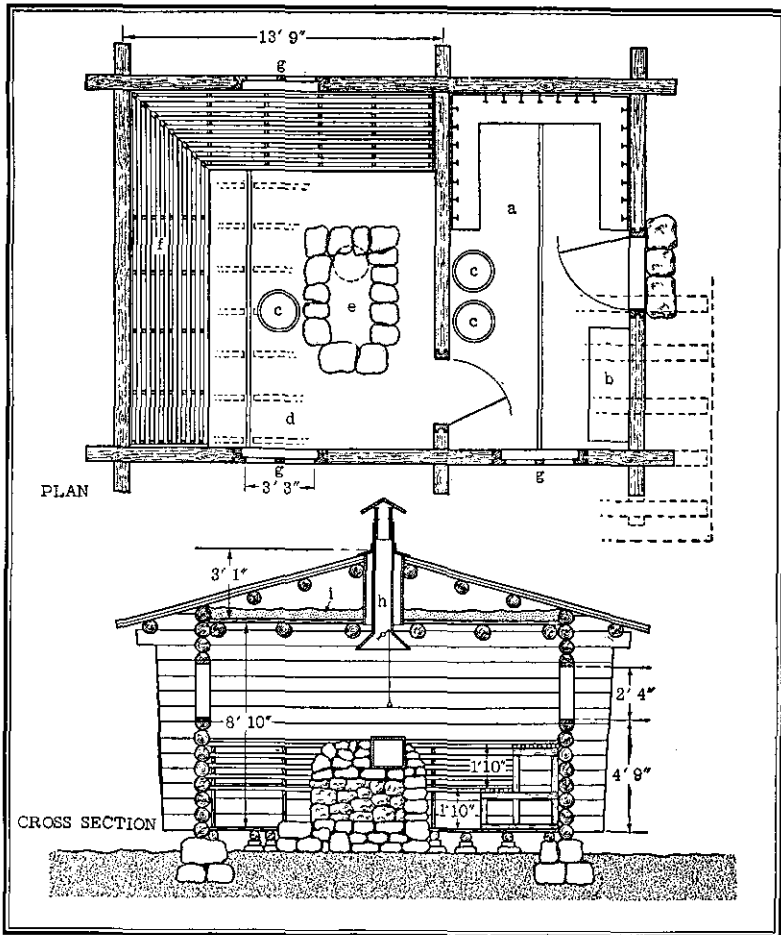 13' 9"
g
a
f
c
e
c
c
b
d
g
g
PLAN
3' 3"
3' 1"
i
h
2' 4"
8' 10"
1'10"
4' 9"
1'10"
CROSS SECTION